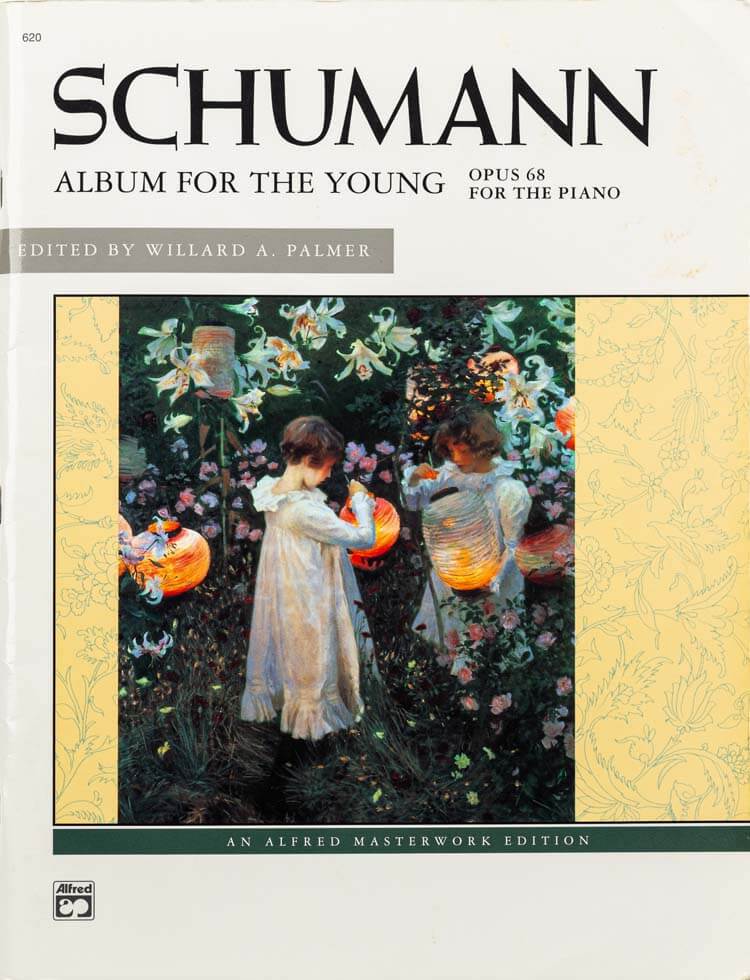 620
SCHUMANN
ALBUM FOR THE YOUNG
OPUS 68
FOR THE PIANO
EDITED BY WILLARD A. PALMER
AN ALFRED MASTERWORK EDITION
Alfred